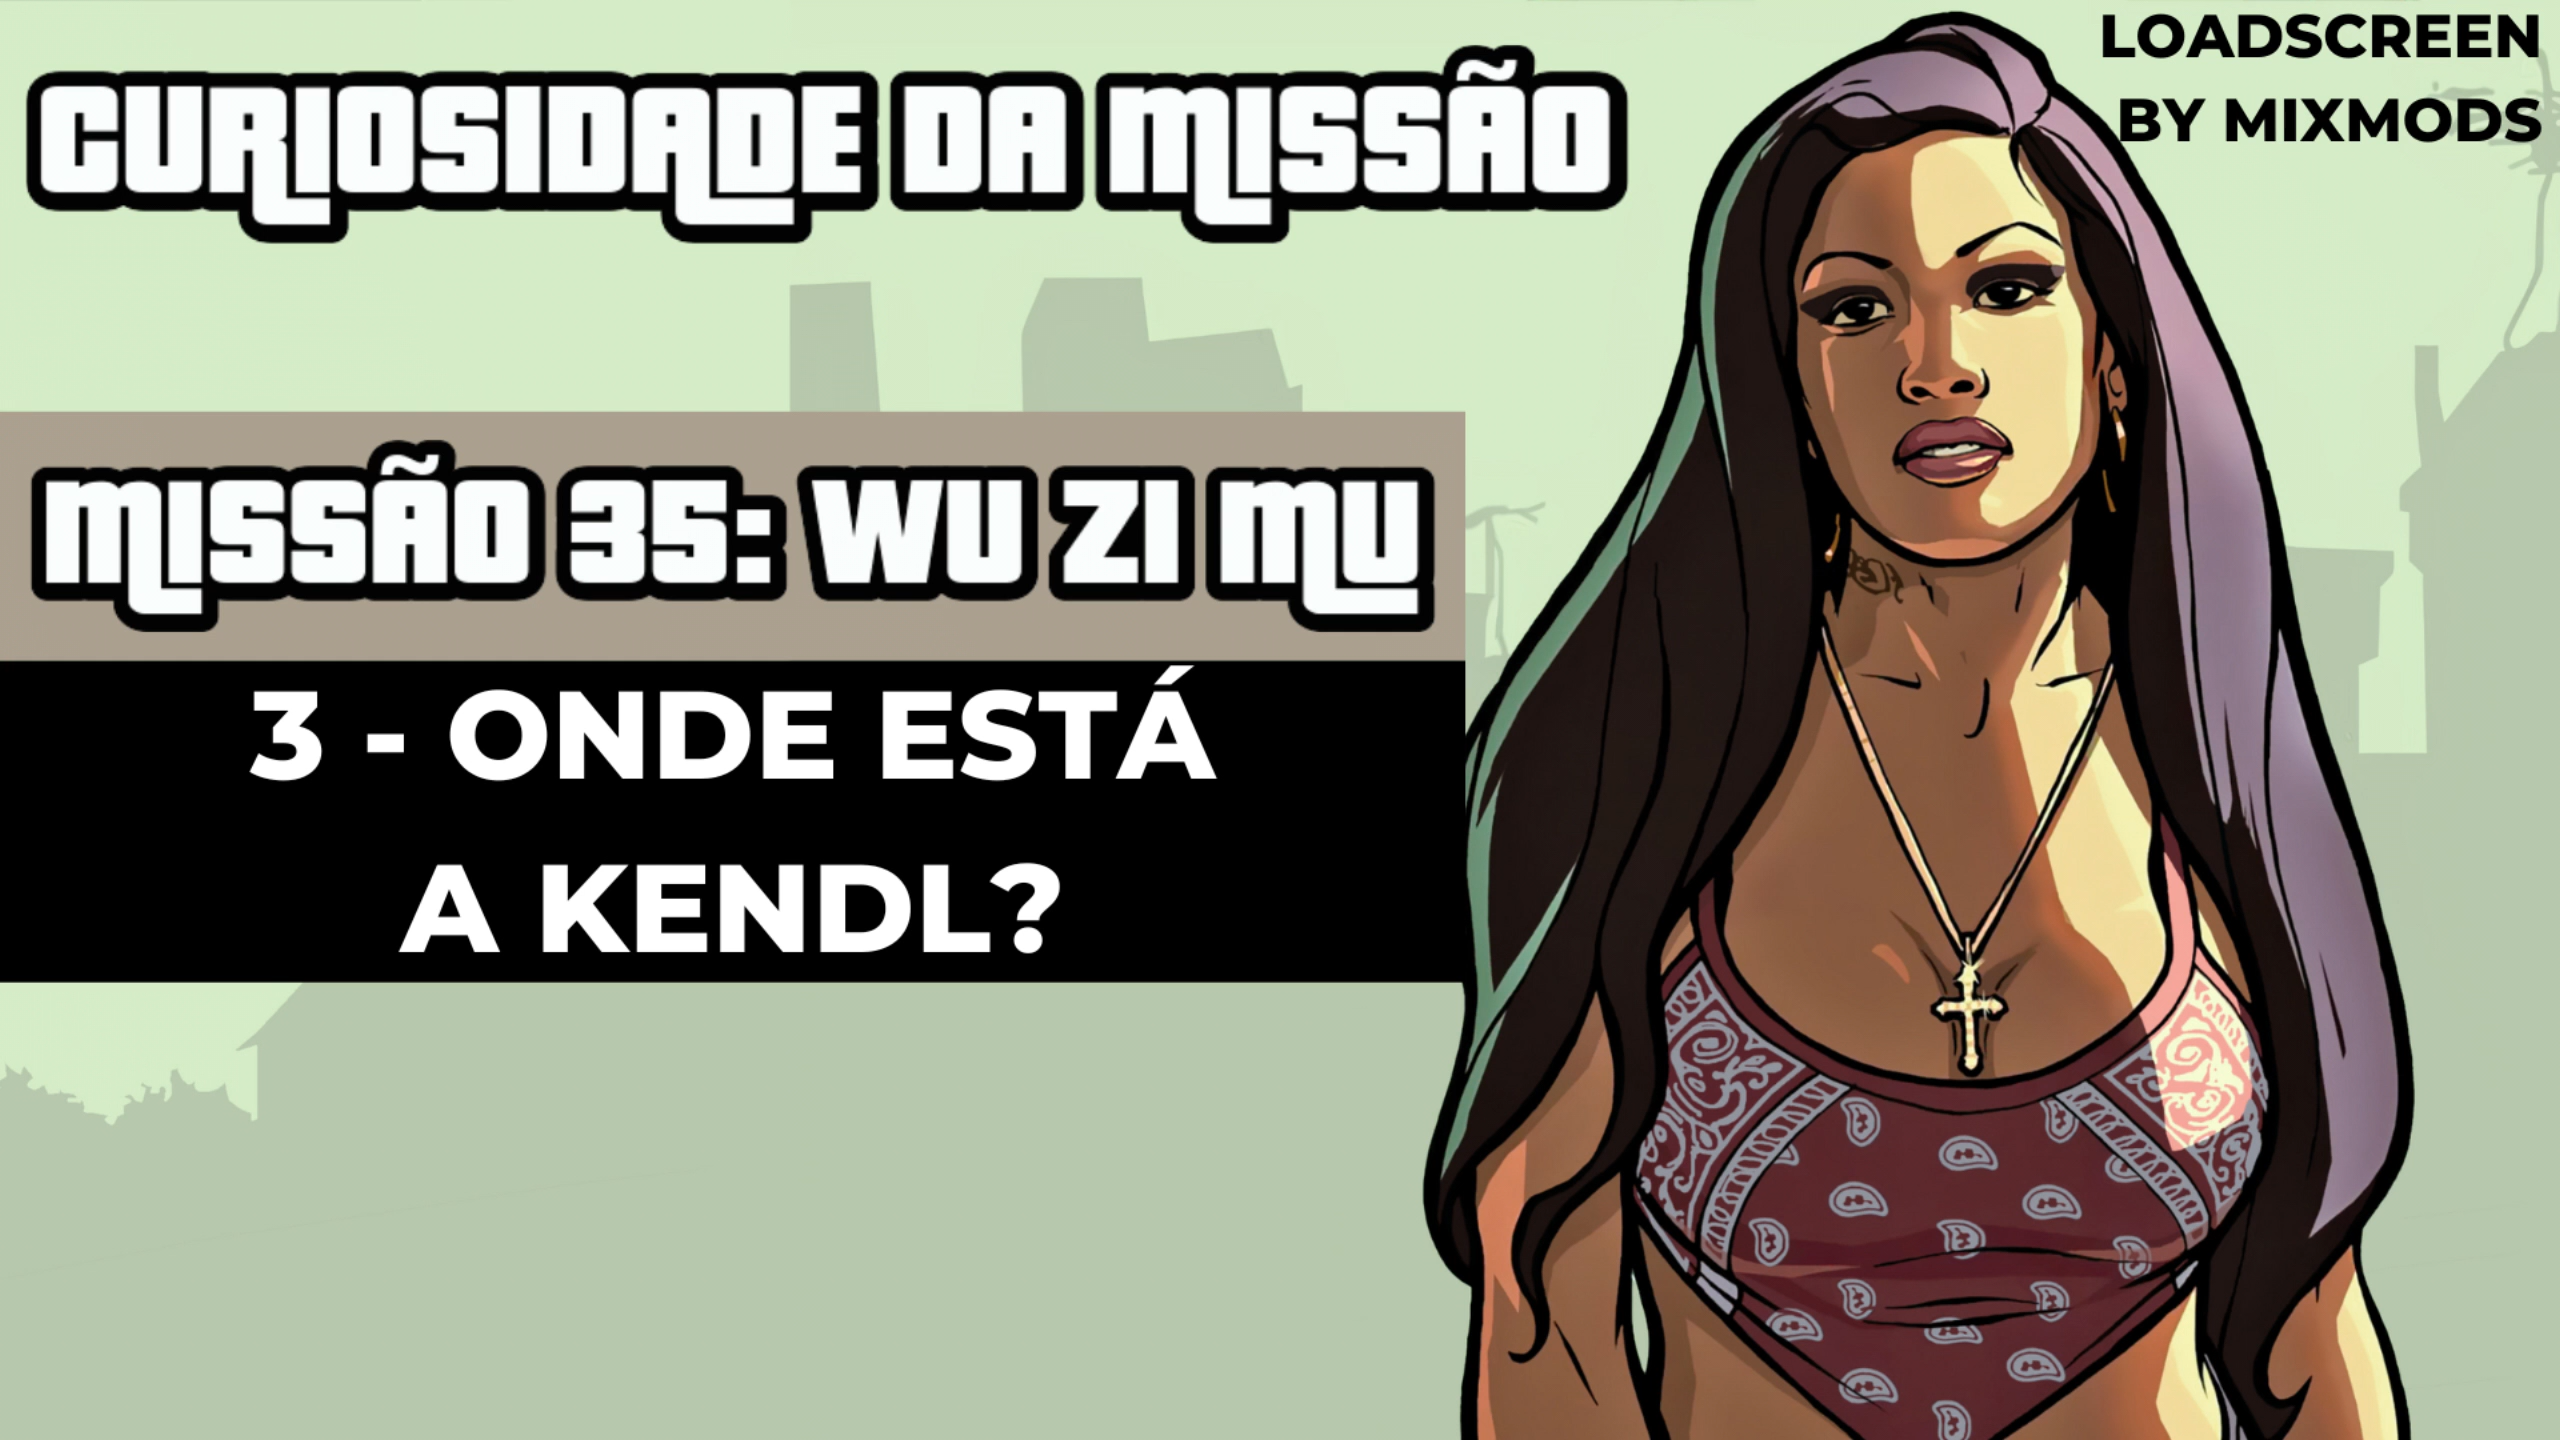 CURIOSIDADE DA MISSÃO
LOADSCREEN
BY MIXMODS
MISSÃO 35: WU ZI MU
3 - ONDE ESTÁ
A KENDL?